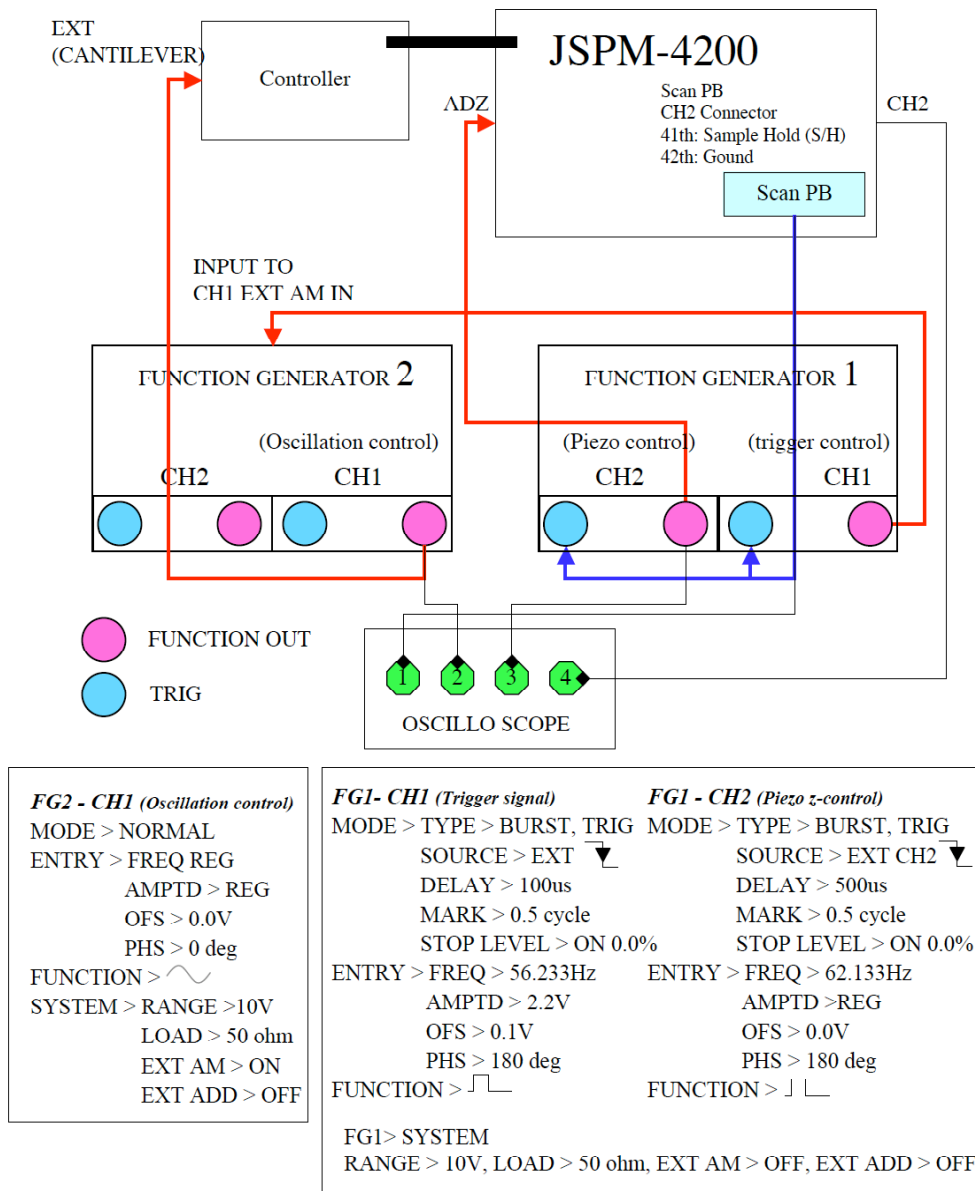 EXT
(CANTILEVER)
Controller
JSPM-4200
Scan PB
CH2 Connector
41th: Sample Hold (S/H)
42th: Gound
ADZ
CH2
Scan PB
INPUT TO
CH1 EXT AM IN
FUNCTION GENERATOR 2
(Oscillation control)
CH2
CH1
FUNCTION GENERATOR 1
(Piezo control)
(trigger control)
CH2
CH1
FUNCTION OUT
TRIG
1
2
3
4
OSCILLO SCOPE
FG2 - CH1 (Oscillation control)
MODE > NORMAL
ENTRY > FREQ REG
AMPTD > REG
OFS > 0.0V
PHS > 0 deg
FUNCTION >
SYSTEM > RANGE >10V
LOAD > 50 ohm
EXT AM > ON
EXT ADD > OFF
FG1- CH1 (Trigger signal)
MODE > TYPE > BURST, TRIG
SOURCE > EXT
DELAY > 100us
MARK > 0.5 cycle
STOP LEVEL > ON 0.0%
ENTRY > FREQ > 56.233Hz
AMPTD > 2.2V
OFS > 0.1V
PHS > 180 deg
FUNCTION >
FG1 - CH2 (Piezo z-control)
MODE > TYPE > BURST, TRIG
SOURCE > EXT CH2
DELAY > 500us
MARK > 0.5 cycle
STOP LEVEL > ON 0.0%
ENTRY > FREQ > 62.133Hz
AMPTD >REG
OFS > 0.0V
PHS > 180 deg
FUNCTION >
FG1> SYSTEM
RANGE > 10V, LOAD > 50 ohm, EXT AM > OFF, EXT ADD > OFF